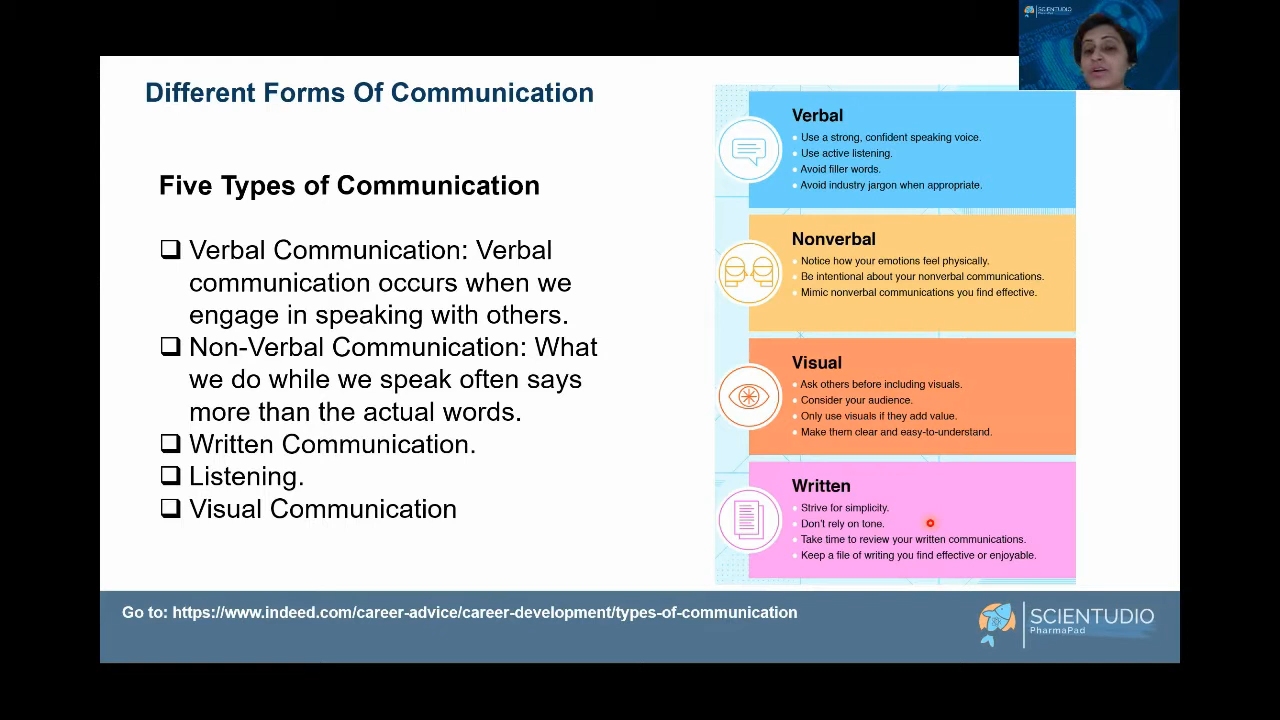 SCIENTUDIO
Different Forms Of Communication
Five Types of Communication
❑ Verbal Communication: Verbal
communication occurs when we
engage in speaking with others.
❑ Non-Verbal Communication: What
we do while we speak often says
more than the actual words.
❑ Written Communication.
❑ Listening.
❑ Visual Communication
Verbal
• Use a strong, confident speaking voice.
• Use active listening.
• Avoid filler words.
• Avoid industry jargon when appropriate.
Nonverbal
• Notice how your emotions feel physically.
• Be intentional about your nonverbal communications.
• Mimic nonverbal communications you find effective.
Visual
• Ask others before including visuals.
• Consider your audience.
• Only use visuals if they add value.
• Make them clear and easy-to-understand.
Written
• Strive for simplicity.
• Don't rely on tone.
• Take time to review your written communications.
• Keep a file of writing you find effective or enjoyable.
Go to: https://www.indeed.com/career-advice/career-development/types-of-communication
SCIENTUDIO
PharmaPad